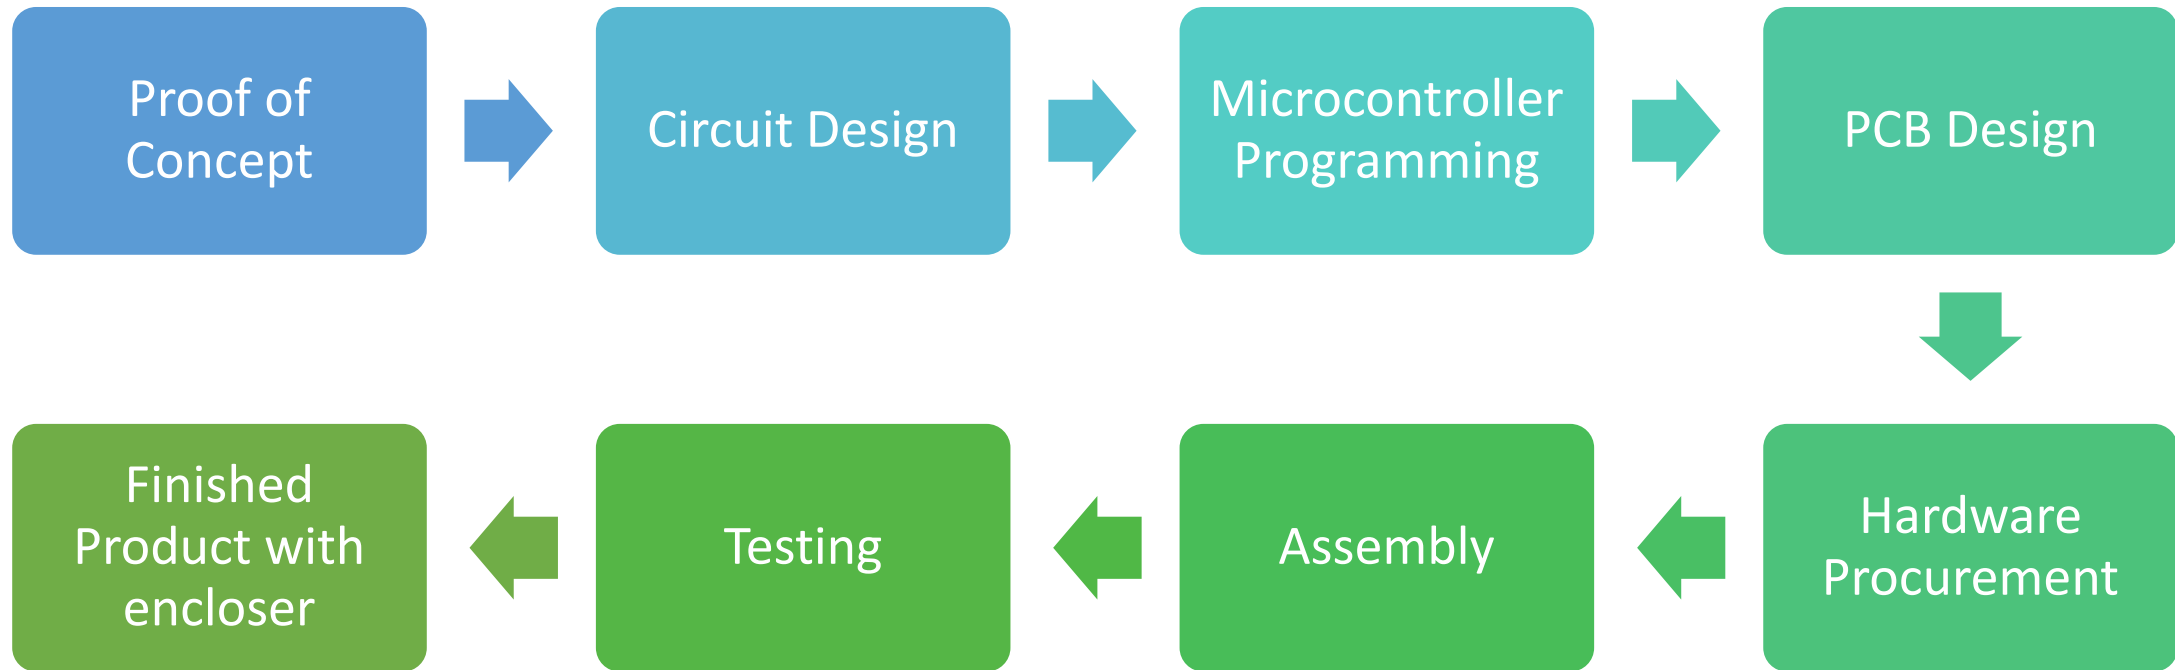 Proof of
Concept
Circuit Design
Microcontroller
Programming
PCB Design
Hardware
Procurement
Assembly
Testing
Finished
Product with
encloser